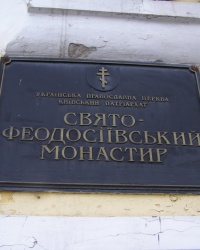 УКРАЇНСЬКА ПРАВОСЛАВНА ЦЕРКВА
КИЇВСЬКИЙ ПАТРІАРХАТ
СВЯТО-
ФЕОДОСІЇВСЬКИЙ
МОНАСТИР